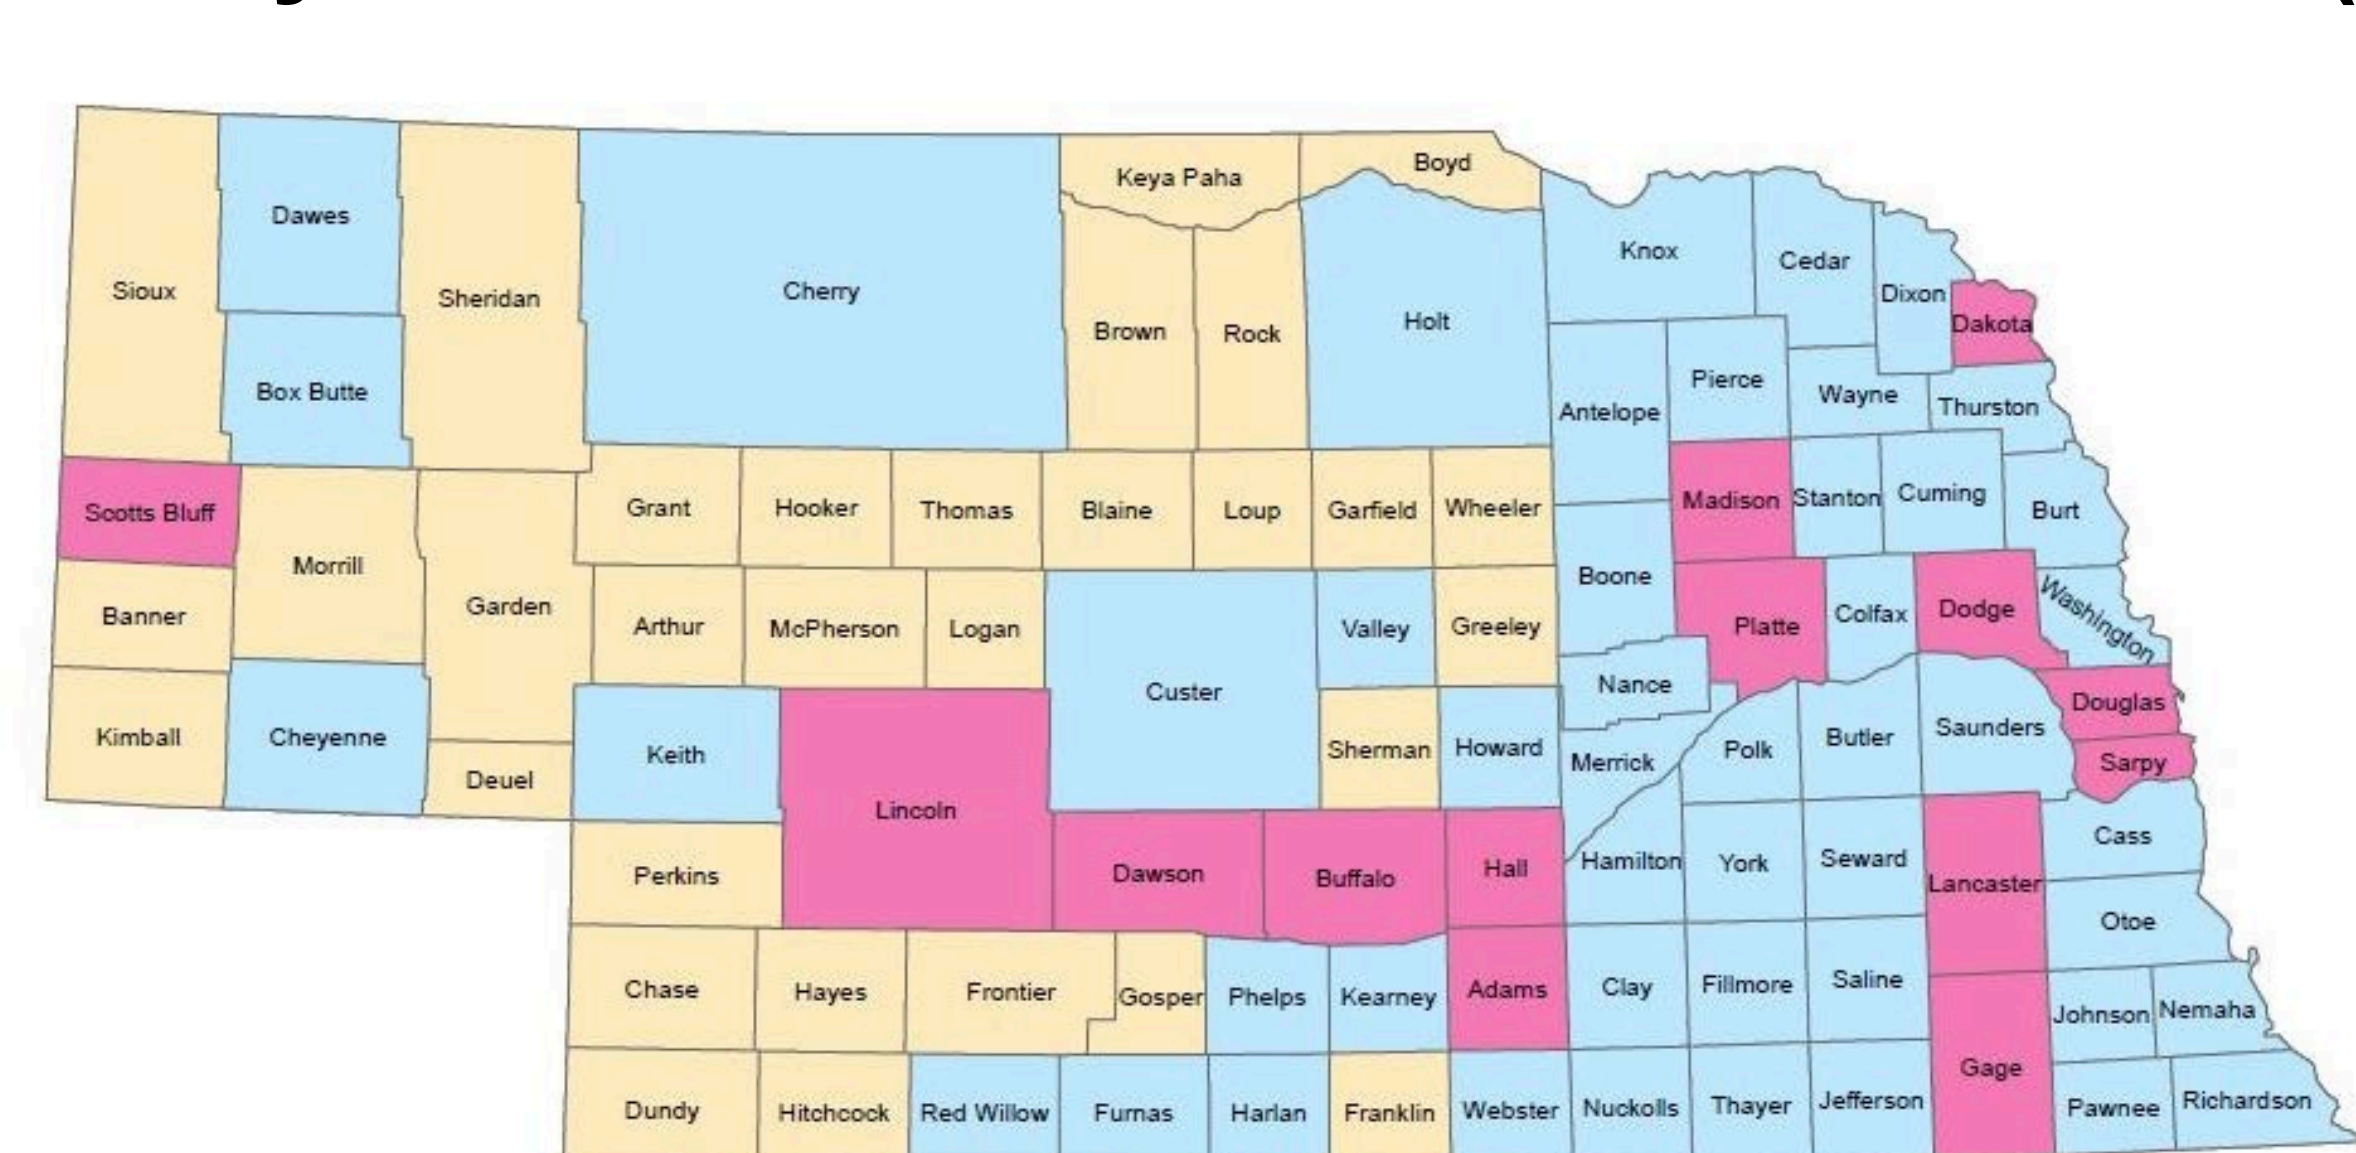 Keya Paha
Boyd
Dawes
Knox
Cedar
Sioux
Sheridan
Cherry
Dixon
Holt
Brown
Rock
Dakota
Box Butte
Pierce
Wayne
Antelope
Thurston
Scotts Bluff
Grant
Hooker
Thomas
Blaine
Loup
Garfield
Wheeler
Madison
Stanton
Cuming
Burt
Morrill
Boone
Banner
Garden
Arthur
McPherson
Logan
Valley
Greeley
Platte
Colfax
Dodge
Washington
Custer
Nance
Douglas
Kimball
Cheyenne
Keith
Sherman
Howard
Merrick
Polk
Butler
Saunders
Sarpy
Deuel
Lincoln
Cass
Perkins
Dawson
Buffalo
Hall
Hamilton
York
Seward
Lancaster
Otoe
Chase
Hayes
Frontier
Gosper
Phelps
Kearney
Adams
Clay
Fillmore
Saline
Johnson
Nemaha
Gage
Dundy
Hitchcock
Red Willow
Furnas
Harlan
Franklin
Webster
Nuckolls
Thayer
Jefferson
Pawnee
Richardson